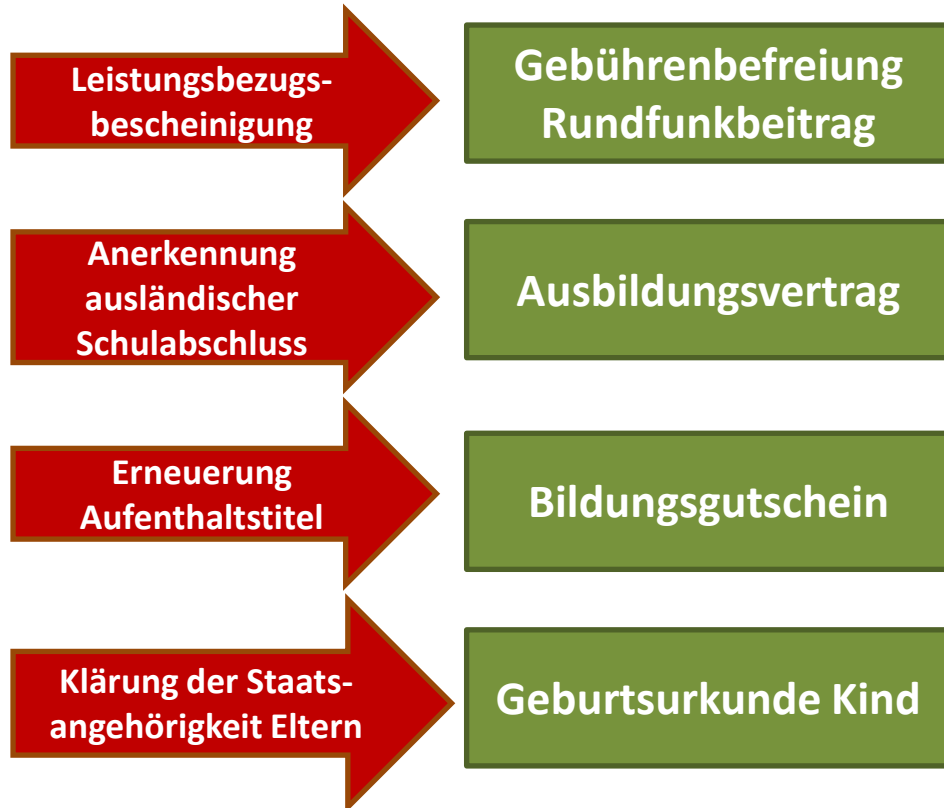 Leistungsbezugs-
bescheinigung
Gebührenbefreiung
Rundfunkbeitrag
Anerkennung
ausländischer
Schulabschluss
Ausbildungsvertrag
Erneuerung
Aufenthaltstitel
Bildungsgutschein
Klärung der Staats-
angehörigkeit Eltern
Geburtsurkunde Kind